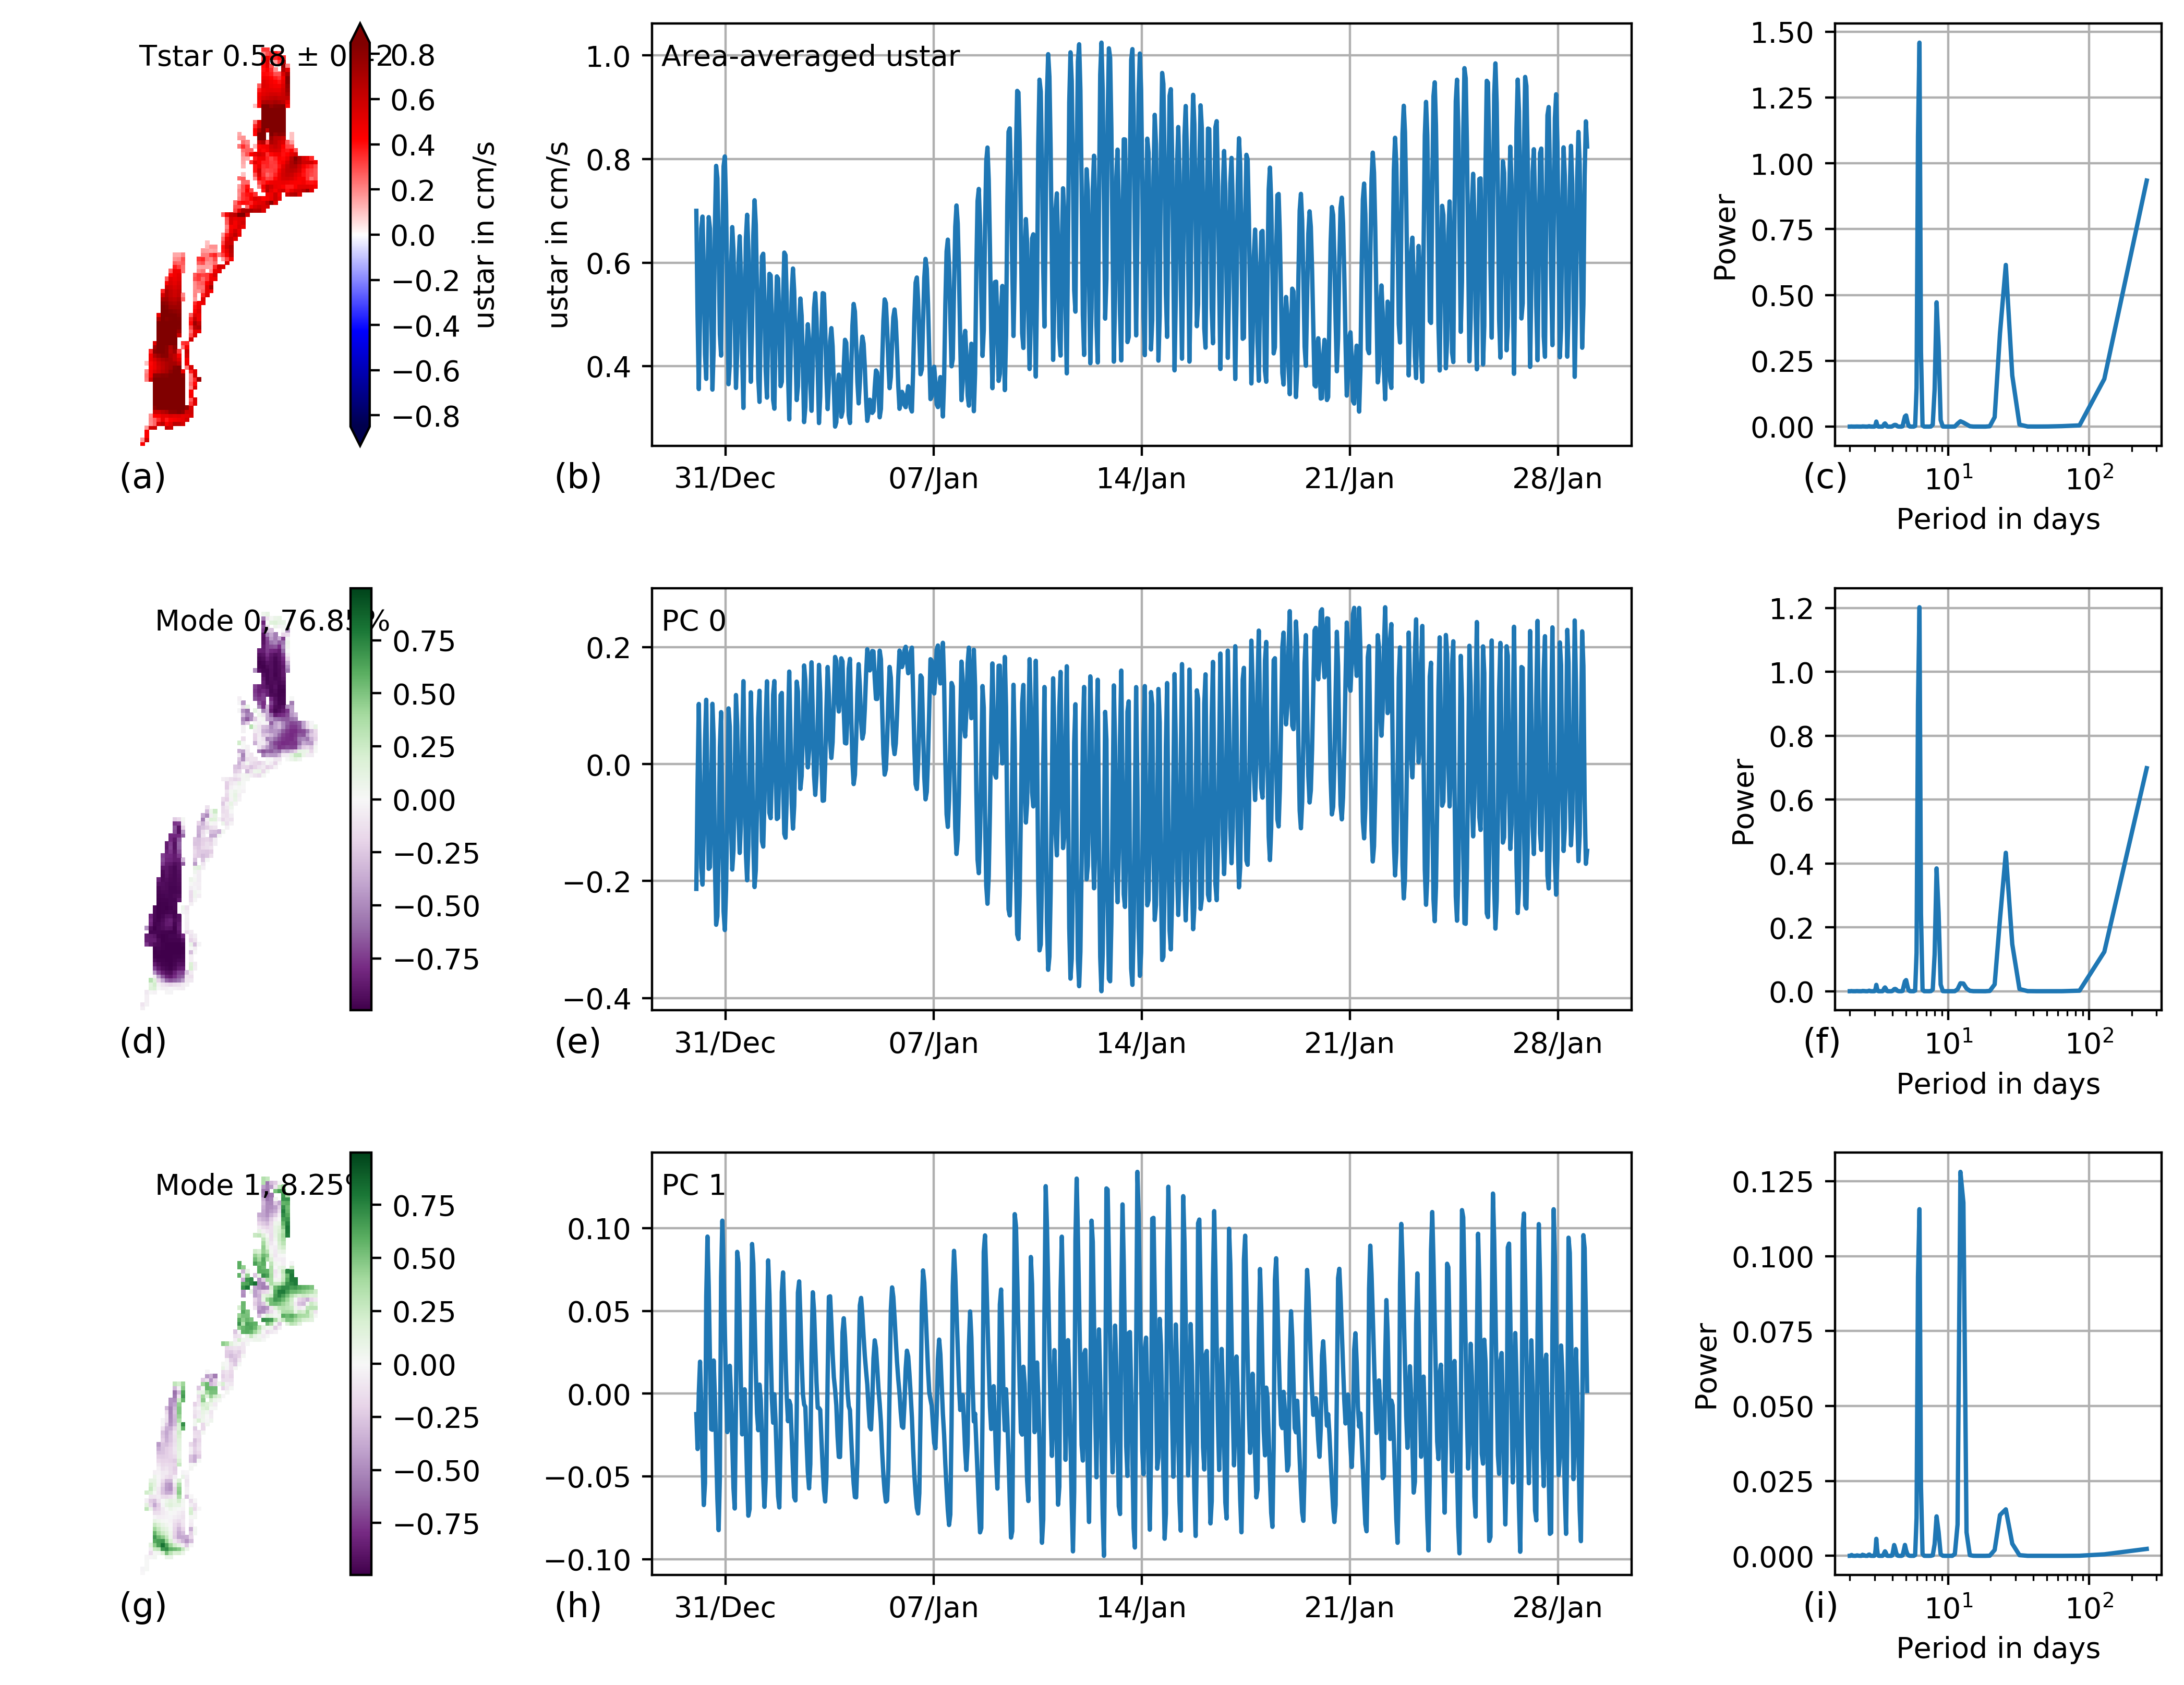 Tstar 0.58 ± 0. 2
0.8
0.6
0.4
0.2
0.0
−0.2
−0.4
−0.6
−0.8
ustar in cm/s
(a)
Area-averaged ustar
ustar in cm/s
1.0
0.8
0.6
0.4
31/Dec 07/Jan 14/Jan 21/Jan 28/Jan
(b)
Power
1.50
1.25
1.00
0.75
0.50
0.25
0.00
10¹ 10²
Period in days
(c)
Mode 0, 76.85%
0.75
0.50
0.25
0.00
−0.25
−0.50
−0.75
(d)
PC 0
0.2
0.0
−0.2
−0.4
31/Dec 07/Jan 14/Jan 21/Jan 28/Jan
(e)
Power
1.2
1.0
0.8
0.6
0.4
0.2
0.0
10¹ 10²
Period in days
(f)
Mode 1, 8.25%
0.75
0.50
0.25
0.00
−0.25
−0.50
−0.75
(g)
PC 1
0.10
0.05
0.00
−0.05
−0.10
31/Dec 07/Jan 14/Jan 21/Jan 28/Jan
(h)
Power
0.125
0.100
0.075
0.050
0.025
0.000
10¹ 10²
Period in days
(i)